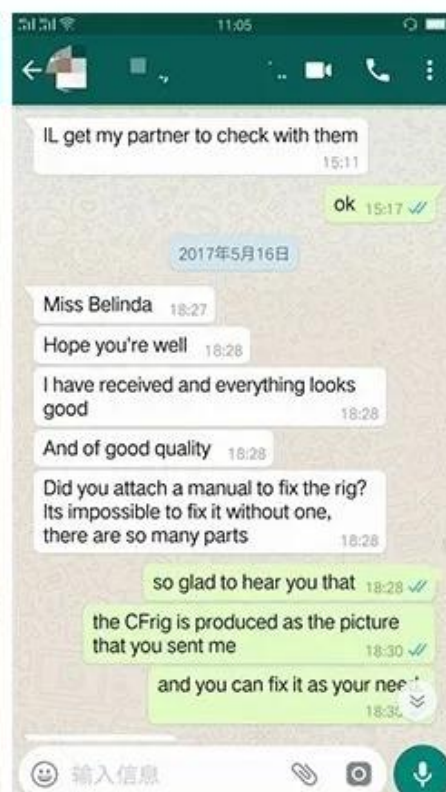 11:05
IL get my partner to check with them
15:11
ok 15:17
2017年5月16日
Miss Belinda 18:27
Hope you're well 18:28
I have received and everything looks
good 18:28
And of good quality 18:28
Did you attach a manual to fix the rig?
Its impossible to fix it without one,
there are so many parts 18:28
so glad to hear you that 18:28
the CFrig is produced as the picture
that you sent me 18:30
and you can fix it as your
输入信息